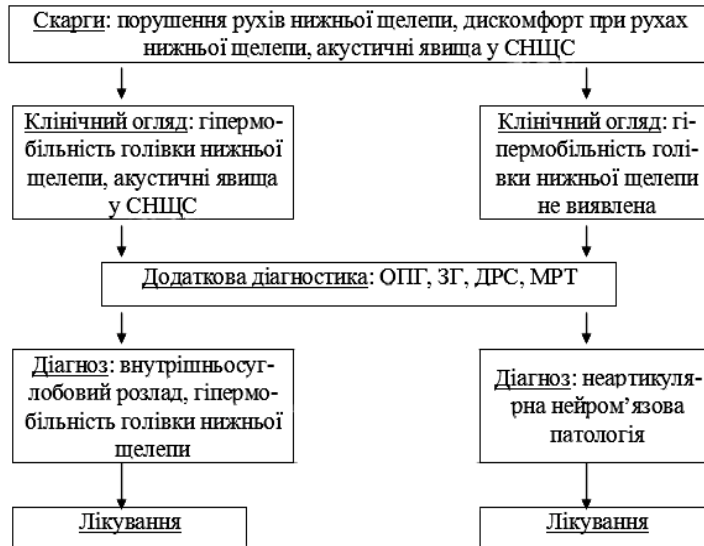 Скарги: порушення рухів нижньої щелепи, дискомфорт при рухах
нижньої щелепи, акустичні явища у СНЩС
Клінічний огляд: гіпермо-
більність голівки нижньої
щелепи, акустичні явища
у СНЩС
Клінічний огляд: гі-
пермобільність голі-
вки нижньої щелепи
не виявлена
Додаткова діагностика: ОПГ, ЗГ, ДРС, МРТ
Діагноз: внутрішньосуг-
лобовий розлад, гіпермо-
більність голівки нижньої
щелепи
Діагноз: неартикуля-
рна нейром’язова
патологія
Лікування
Лікування